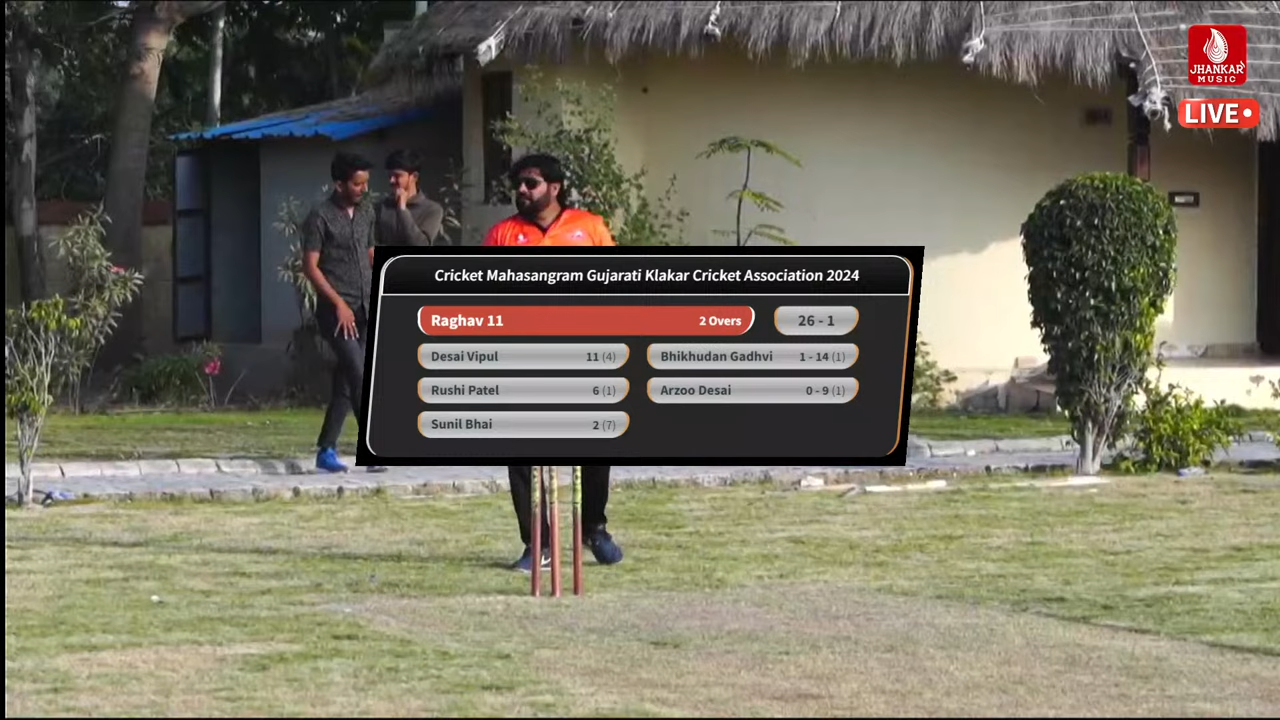 JHANKAR
MUSIC
LIVE
Cricket Mahasangram Gujarati Klakar Cricket Association 2024
Raghav 11 2 Overs 26 - 1
Desai Vipul 11 (4) Bhikhudan Gadhvi 1 - 14 (1)
Rushi Patel 6 (1) Arzoo Desai 0 - 9 (1)
Sunil Bhai 2 (7)